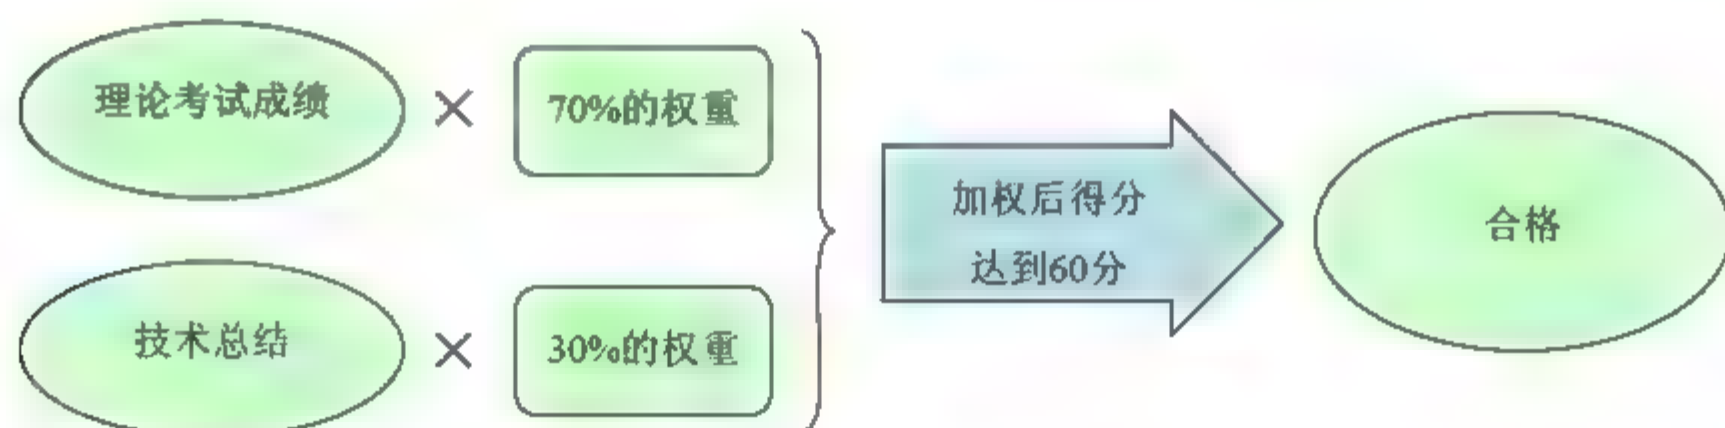 理论考试成绩
×
70%的权重
技术总结
×
30%的权重
加权后得分
达到60分
合格